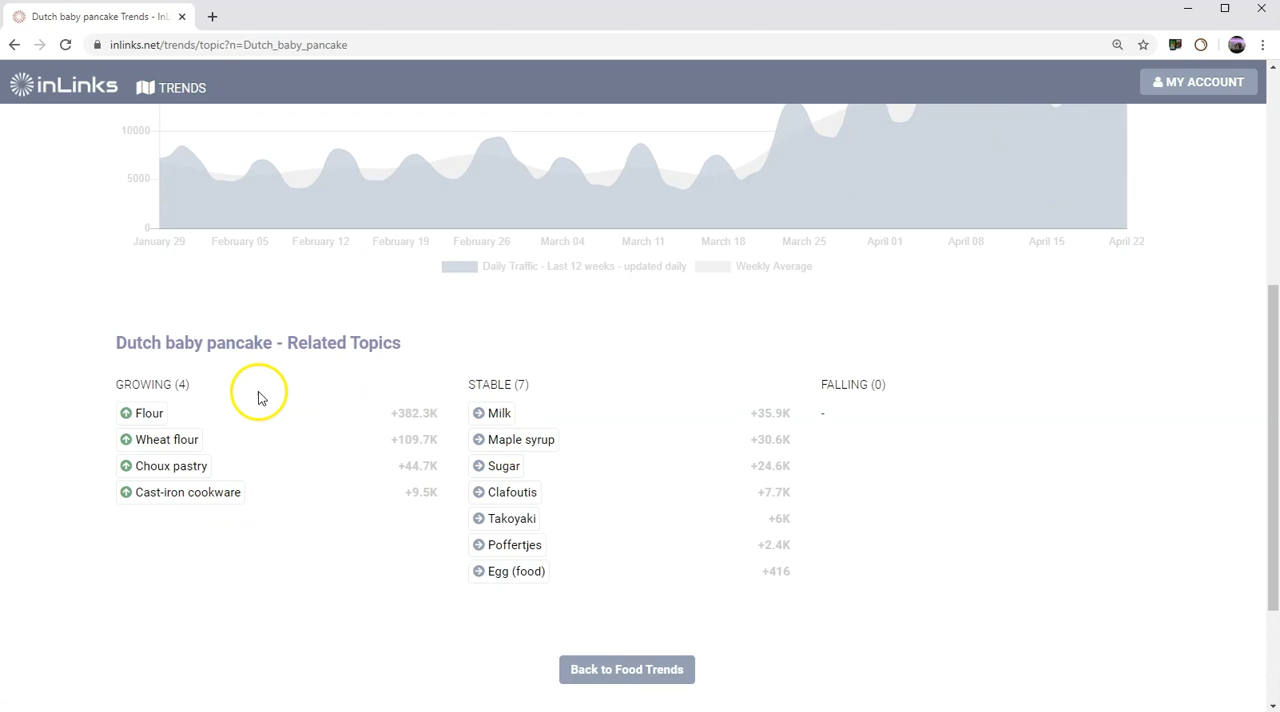 Dutch baby pancake Trends - InL
inlinks.net/trends/topic?n=Dutch_baby_pancake
inLinks TRENDS MY ACCOUNT
10000
5000
0
January 29 February 05 February 12 February 19 February 26 March 04 March 11 March 18 March 25 April 01 April 08 April 15 April 22
Daily Traffic - Last 12 weeks - updated daily Weekly Average
Dutch baby pancake - Related Topics
GROWING (4) STABLE (7) FALLING (0)
Flour +382.3K Milk +35.9K -
Wheat flour +109.7K Maple syrup +30.6K
Choux pastry +44.7K Sugar +24.6K
Cast-iron cookware +9.5K Clafoutis +7.7K
Takoyaki +6K
Poffertjes +2.4K
Egg (food) +416
Back to Food Trends